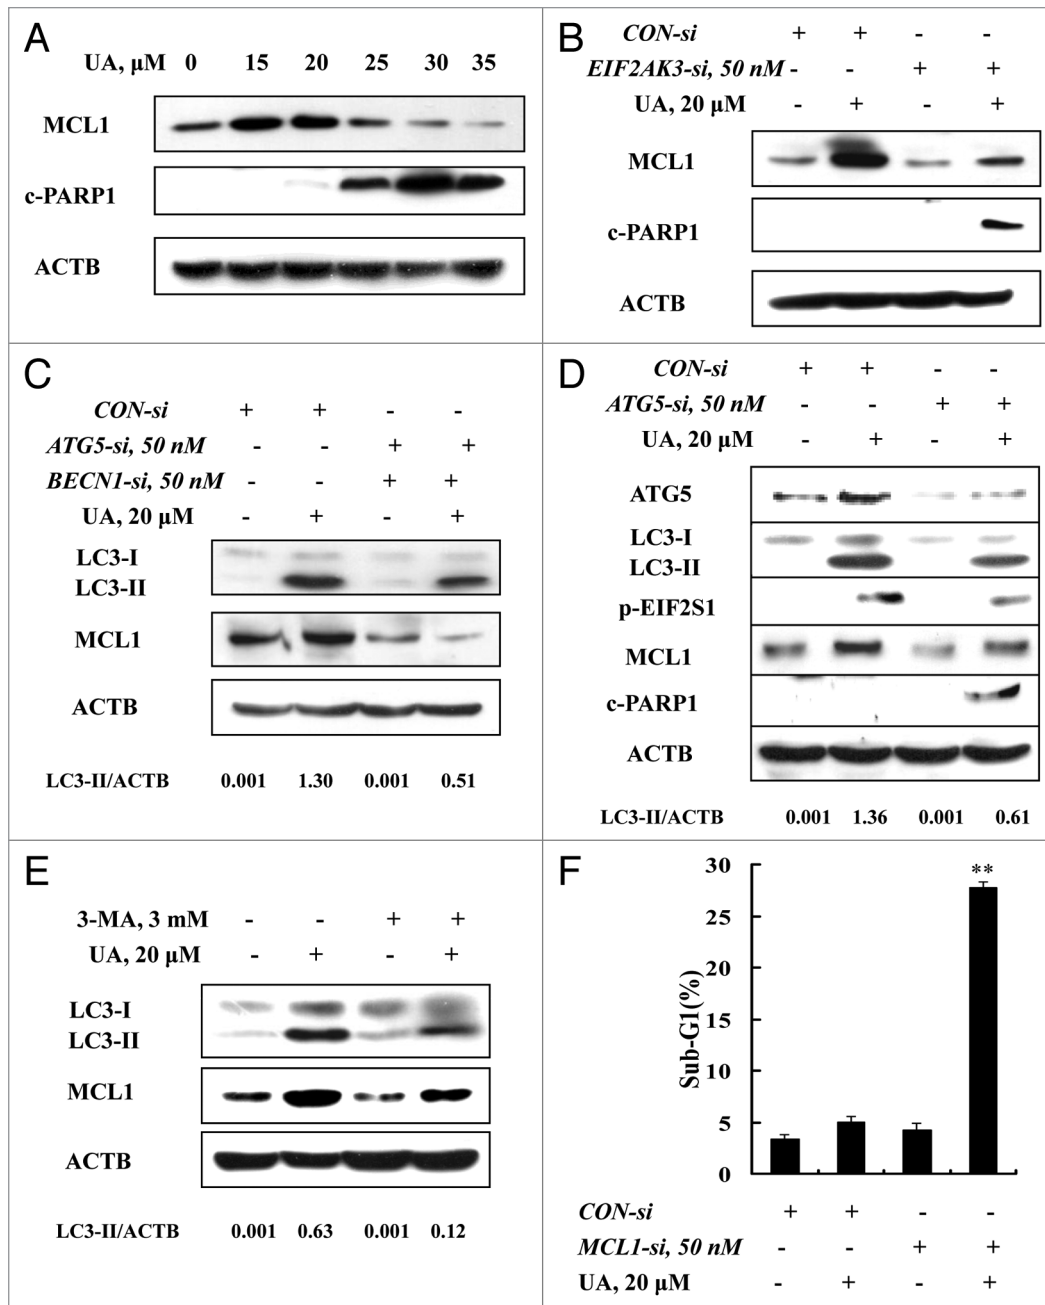 A
UA, μM 0 15 20 25 30 35
MCL1
c-PARP1
ACTB
B
CON-si + + - -
EIF2AK3-si, 50 nM - - + +
UA, 20 μM - + - +
MCL1
c-PARP1
ACTB
C
CON-si + + - -
ATG5-si, 50 nM - - + +
BECN1-si, 50 nM - - + +
UA, 20 μM - + - +
LC3-I
LC3-II
MCL1
ACTB
LC3-II/ACTB 0.001 1.30 0.001 0.51
D
CON-si + + - -
ATG5-si, 50 nM - - + +
UA, 20 μM - + - +
ATG5
LC3-I
LC3-II
p-EIF2S1
MCL1
c-PARP1
ACTB
LC3-II/ACTB 0.001 1.36 0.001 0.61
E
3-MA, 3 mM - - + +
UA, 20 μM - + - +
LC3-I
LC3-II
MCL1
ACTB
LC3-II/ACTB 0.001 0.63 0.001 0.12
F
30
25
20
15
10
5
0
Sub-G1(%)
**
CON-si + + - -
MCL1-si, 50 nM - - + +
UA, 20 μM - + - +